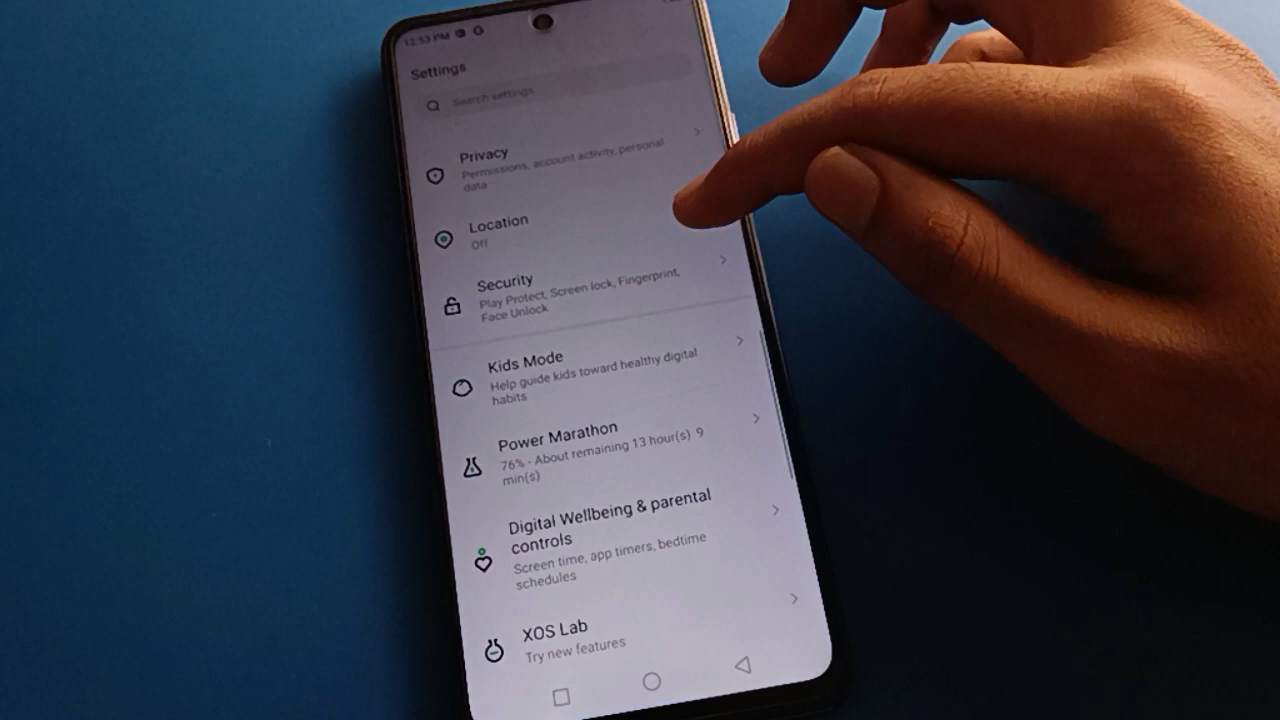 12:53 PM
Settings
Search settings
Privacy
Permissions, account activity, personal
data
Location
Off
Security
Play Protect, Screen lock, Fingerprint,
Face Unlock
Kids Mode
Help guide kids toward healthy digital
habits
Power Marathon
76% · About remaining 13 hour(s) 9
min(s)
Digital Wellbeing & parental
controls
Screen time, app timers, bedtime
schedules
XOS Lab
Try new features